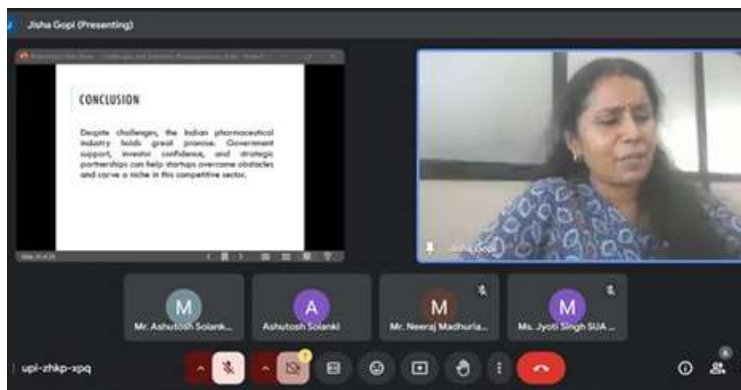 Jisha Gopi (Presenting)
CONCLUSION
Despite challenges, the Indian pharmaceutical
industry holds great promise. Government
support, investor confidence, and strategic
partnerships can help startups overcome obstacles
and carve a niche in this competitive sector.
Jisha Gopi
M
Mr. Ashutosh Solank...
A
Ashutosh Solanki
M
Mr. Neeraj Madhuria...
M
Ms. Jyoti Singh SUA ...
upi-zhkp-xpq